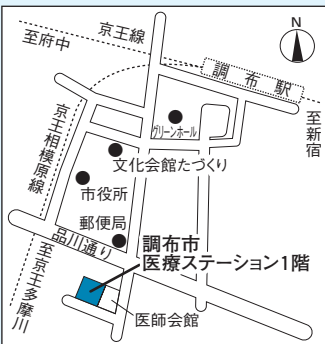 N
京王線
至府中
調布駅
至新宿
グリーンホール
京王相模原線
文化会館たづくり
市役所
郵便局
品川通り
調布市
医療ステーション1階
至京王多摩川
医師会館